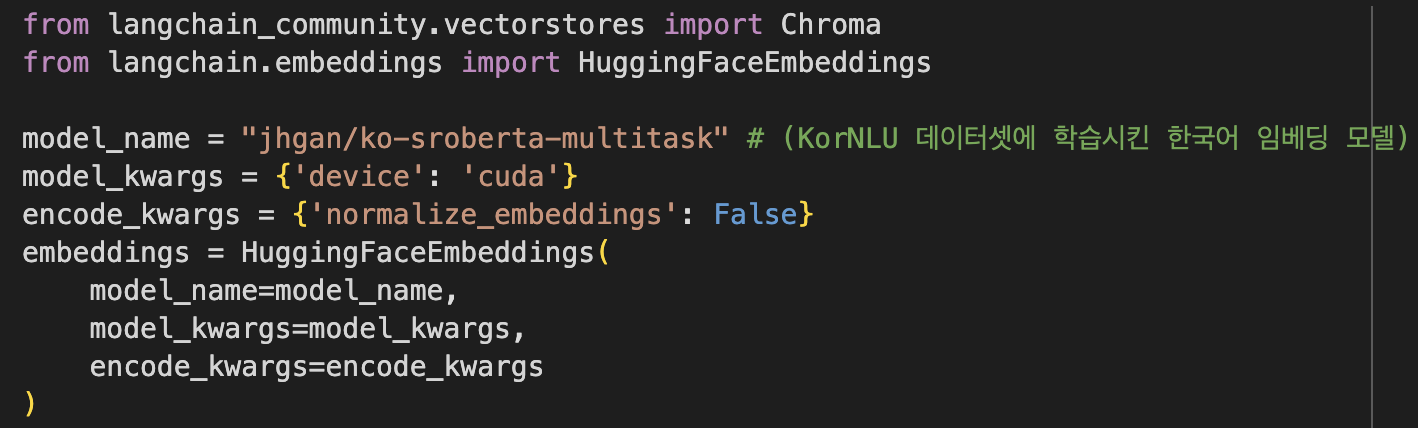 from langchain_community.vectorstores import Chroma
from langchain.embeddings import HuggingFaceEmbeddings

model_name = "jhgan/ko-sroberta-multitask" # (KorNLU 데이터셋에 학습시킨 한국어 임베딩 모델)
model_kwargs = {'device': 'cuda'}
encode_kwargs = {'normalize_embeddings': False}
embeddings = HuggingFaceEmbeddings(
    model_name=model_name,
    model_kwargs=model_kwargs,
    encode_kwargs=encode_kwargs
)